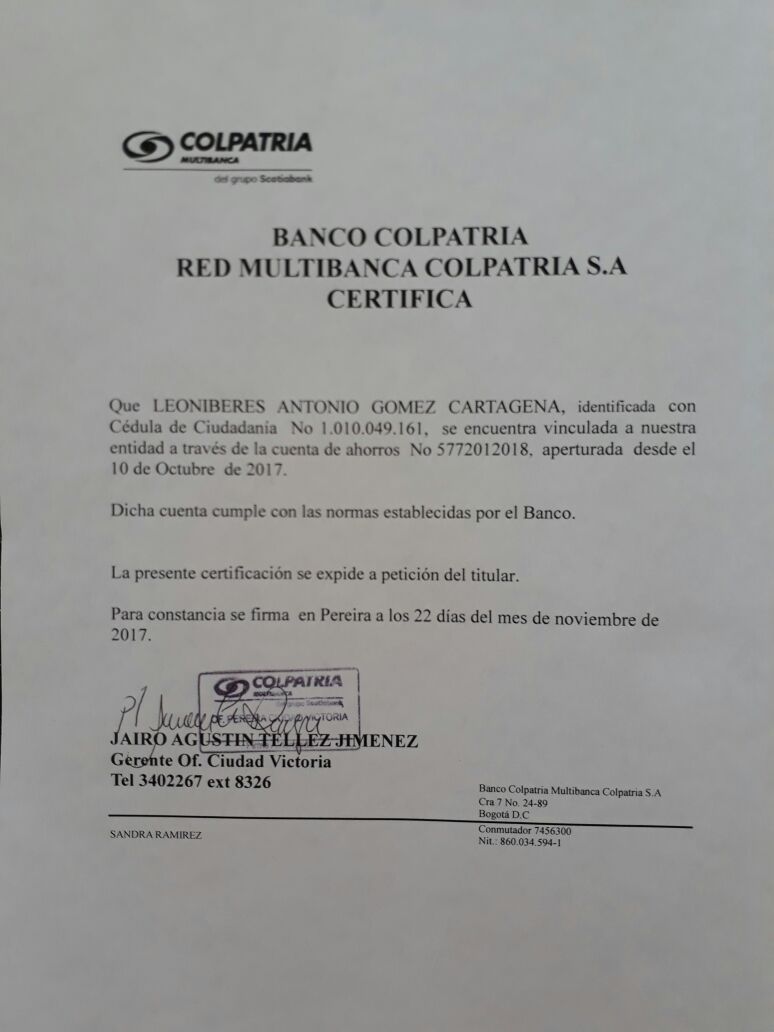 COLPATRIA
MULTIBANCA
del grupo Scotiabank
BANCO COLPATRIA
RED MULTIBANCA COLPATRIA S.A
CERTIFICA
Que LEONIBERES ANTONIO GOMEZ CARTAGENA, identificada con
Cédula de Ciudadanía No 1.010.049.161, se encuentra vinculada a nuestra
entidad a través de la cuenta de ahorros No 5772012018, aperturada desde el
10 de Octubre de 2017.
Dicha cuenta cumple con las normas establecidas por el Banco.
La presente certificación se expide a petición del titular.
Para constancia se firma en Pereira a los 22 días del mes de noviembre de
2017.
COLPATRIA
MULTIBANCA
del grupo Scotiabank
PEREIRA VICTORIA
JAIRO AGUSTIN TELLEZ JIMENEZ
Gerente Of. Ciudad Victoria
Tel 3402267 ext 8326
Banco Colpatria Multibanca Colpatria S.A
Cra 7 No. 24-89
Bogotá D.C
Conmutador 7456300
Nit.: 860.034.594-1
SANDRA RAMIREZ